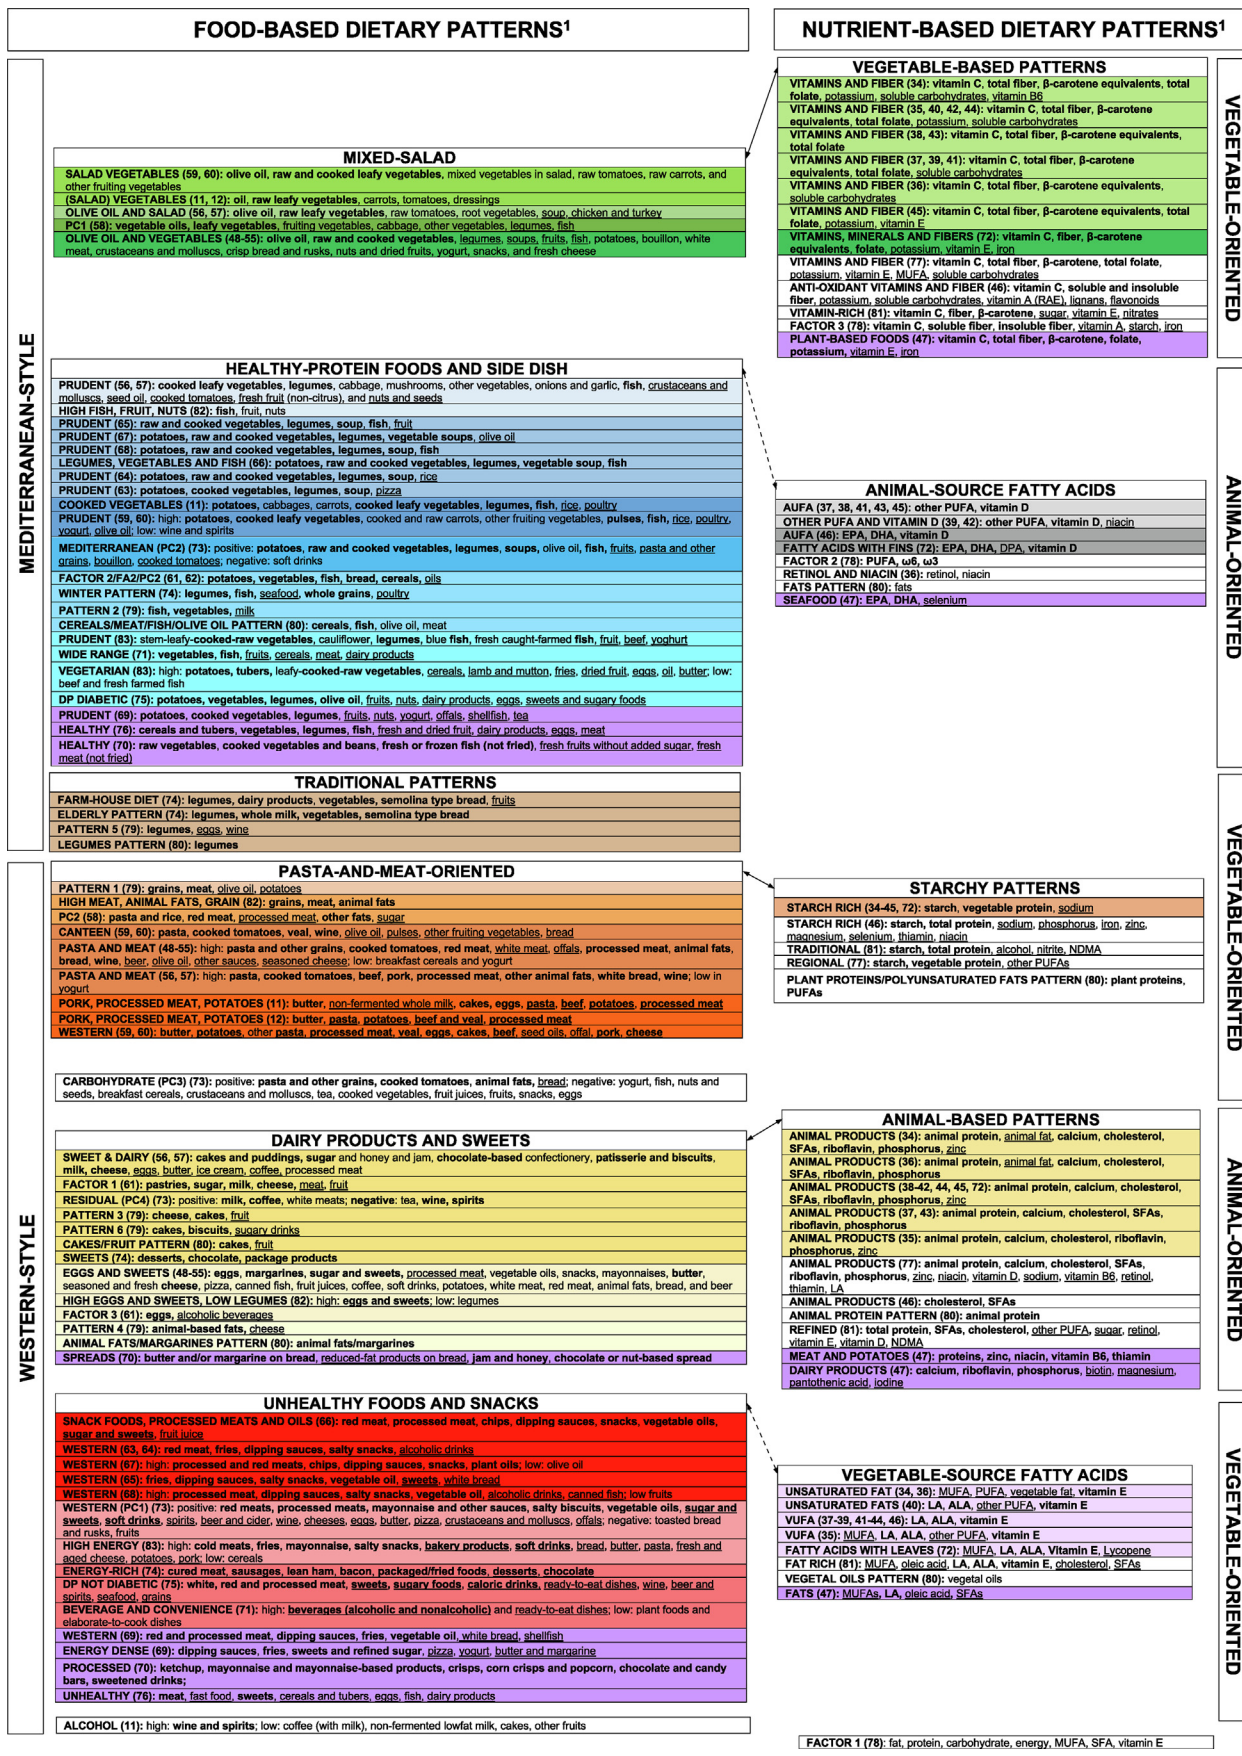 FOOD-BASED DIETARY PATTERNS¹
MEDITERRANEAN-STYLE
MIXED-SALAD
SALAD VEGETABLES (59, 60): olive oil, raw and cooked leafy vegetables, mixed vegetables in salad, raw tomatoes, raw carrots, and
other fruiting vegetables
(SALAD) VEGETABLES (11, 12): oil, raw leafy vegetables, carrots, tomatoes, dressings
OLIVE OIL AND SALAD (56, 57): olive oil, raw leafy vegetables, raw tomatoes, root vegetables, soup, chicken and turkey
PC1 (58): vegetable oils, leafy vegetables, fruiting vegetables, cabbage, other vegetables, legumes, fish
OLIVE OIL AND VEGETABLES (48-55): olive oil, raw and cooked vegetables, legumes, soups, fruits, fish, potatoes, bouillon, white
meat, crustaceans and molluscs, crisp bread and rusks, nuts and dried fruits, yogurt, snacks, and fresh cheese
HEALTHY-PROTEIN FOODS AND SIDE DISH
PRUDENT (56, 57): cooked leafy vegetables, legumes, cabbage, mushrooms, other vegetables, onions and garlic, fish, crustaceans and
molluscs, seed oil, cooked tomatoes, fresh fruit (non-citrus), and nuts and seeds
HIGH FISH, FRUIT, NUTS (82): fish, fruit, nuts
PRUDENT (65): raw and cooked vegetables, legumes, soup, fish, fruit
PRUDENT (67): potatoes, raw and cooked vegetables, legumes, vegetable soups, olive oil
PRUDENT (68): potatoes, raw and cooked vegetables, legumes, soup, fish
LEGUMES, VEGETABLES AND FISH (66): potatoes, raw and cooked vegetables, legumes, vegetable soup, fish
PRUDENT (64): potatoes, raw and cooked vegetables, legumes, soup, rice
PRUDENT (63): potatoes, cooked vegetables, legumes, soup, pizza
COOKED VEGETABLES (11): potatoes, cabbages, carrots, cooked leafy vegetables, legumes, fish, rice, poultry
PRUDENT (59, 60): high: potatoes, cooked leafy vegetables, cooked and raw carrots, other fruiting vegetables, pulses, fish, rice, poultry,
yogurt, olive oil; low: wine and spirits
MEDITERRANEAN (PC2) (73): positive: potatoes, raw and cooked vegetables, legumes, soups, olive oil, fish, fruits, pasta and other
grains, bouillon, cooked tomatoes; negative: soft drinks
FACTOR 2/FA2/PC2 (61, 62): potatoes, vegetables, fish, bread, cereals, oils
WINTER PATTERN (74): legumes, fish, seafood, whole grains, poultry
PATTERN 2 (79): fish, vegetables, milk
CEREALS/MEAT/FISH/OLIVE OIL PATTERN (80): cereals, fish, olive oil, meat
PRUDENT (83): stem-leafy-cooked-raw vegetables, cauliflower, legumes, blue fish, fresh caught-farmed fish, fruit, beef, yoghurt
WIDE RANGE (71): vegetables, fish, fruits, cereals, meat, dairy products
VEGETARIAN (83): high: potatoes, tubers, leafy-cooked-raw vegetables, cereals, lamb and mutton, fries, dried fruit, eggs, oil, butter; low:
beef and fresh farmed fish
DP DIABETIC (75): potatoes, vegetables, legumes, olive oil, fruits, nuts, dairy products, eggs, sweets and sugary foods
PRUDENT (69): potatoes, cooked vegetables, legumes, fruits, nuts, yogurt, offals, shellfish, tea
HEALTHY (76): cereals and tubers, vegetables, legumes, fish, fresh and dried fruit, dairy products, eggs, meat
HEALTHY (70): raw vegetables, cooked vegetables and beans, fresh or frozen fish (not fried), fresh fruits without added sugar, fresh
meat (not fried)
TRADITIONAL PATTERNS
FARM-HOUSE DIET (74): legumes, dairy products, vegetables, semolina type bread, fruits
ELDERLY PATTERN (74): legumes, whole milk, vegetables, semolina type bread
PATTERN 5 (79): legumes, eggs, wine
LEGUMES PATTERN (80): legumes
WESTERN-STYLE
PASTA-AND-MEAT-ORIENTED
PATTERN 1 (79): grains, meat, olive oil, potatoes
HIGH MEAT, ANIMAL FATS, GRAIN (82): grains, meat, animal fats
PC2 (58): pasta and rice, red meat, processed meat, other fats, sugar
CANTEEN (59, 60): pasta, cooked tomatoes, veal, wine, olive oil, pulses, other fruiting vegetables, bread
PASTA AND MEAT (48-55): high: pasta and other grains, cooked tomatoes, red meat, white meat, offals, processed meat, animal fats,
bread, wine, beer, olive oil, other sauces, seasoned cheese; low: breakfast cereals and yogurt
PASTA AND MEAT (56, 57): high: pasta, cooked tomatoes, beef, pork, processed meat, other animal fats, white bread, wine; low in
yogurt
PORK, PROCESSED MEAT, POTATOES (11): butter, non-fermented whole milk, cakes, eggs, pasta, beef, potatoes, processed meat
PORK, PROCESSED MEAT, POTATOES (12): butter, pasta, potatoes, beef and veal, processed meat
WESTERN (59, 60): butter, potatoes, other pasta, processed meat, veal, eggs, cakes, beef, seed oils, offal, pork, cheese
CARBOHYDRATE (PC3) (73): positive: pasta and other grains, cooked tomatoes, animal fats, bread; negative: yogurt, fish, nuts and
seeds, breakfast cereals, crustaceans and molluscs, tea, cooked vegetables, fruit juices, fruits, snacks, eggs
DAIRY PRODUCTS AND SWEETS
SWEET & DAIRY (56, 57): cakes and puddings, sugar and honey and jam, chocolate-based confectionery, patisserie and biscuits,
milk, cheese, eggs, butter, ice cream, coffee, processed meat
FACTOR 1 (61): pastries, sugar, milk, cheese, meat, fruit
RESIDUAL (PC4) (73): positive: milk, coffee, white meats; negative: tea, wine, spirits
PATTERN 3 (79): cheese, cakes, fruit
PATTERN 6 (79): cakes, biscuits, sugary drinks
CAKES/FRUIT PATTERN (80): cakes, fruit
SWEETS (74): desserts, chocolate, package products
EGGS AND SWEETS (48-55): eggs, margarines, sugar and sweets, processed meat, vegetable oils, snacks, mayonnaises, butter,
seasoned and fresh cheese, pizza, canned fish, fruit juices, coffee, soft drinks, potatoes, white meat, red meat, animal fats, bread, and beer
HIGH EGGS AND SWEETS, LOW LEGUMES (82): high: eggs and sweets; low: legumes
FACTOR 3 (61): eggs, alcoholic beverages
PATTERN 4 (79): animal-based fats, cheese
ANIMAL FATS/MARGARINES PATTERN (80): animal fats/margarines
SPREADS (70): butter and/or margarine on bread, reduced-fat products on bread, jam and honey, chocolate or nut-based spread
UNHEALTHY FOODS AND SNACKS
SNACK FOODS, PROCESSED MEATS AND OILS (66): red meat, processed meat, chips, dipping sauces, snacks, vegetable oils,
sugar and sweets, fruit juice
WESTERN (63, 64): red meat, fries, dipping sauces, salty snacks, alcoholic drinks
WESTERN (67): high: processed and red meats, chips, dipping sauces, snacks, plant oils; low: olive oil
WESTERN (65): fries, dipping sauces, salty snacks, vegetable oil, sweets, white bread
WESTERN (68): high: processed meat, dipping sauces, salty snacks, vegetable oil, alcoholic drinks, canned fish; low fruits
WESTERN (PC1) (73): positive: red meats, processed meats, mayonnaise and other sauces, salty biscuits, vegetable oils, sugar and
sweets, soft drinks, spirits, beer and cider, wine, cheeses, eggs, butter, pizza, crustaceans and molluscs, offals; negative: toasted bread
and rusks, fruits
HIGH ENERGY (83): high: cold meats, fries, mayonnaise, salty snacks, bakery products, soft drinks, bread, butter, pasta, fresh and
aged cheese, potatoes, pork; low: cereals
ENERGY-RICH (74): cured meat, sausages, lean ham, bacon, packaged/fried foods, desserts, chocolate
DP NOT DIABETIC (75): white, red and processed meat, sweets, sugary foods, caloric drinks, ready-to-eat dishes, wine, beer and
spirits, seafood, grains
BEVERAGE AND CONVENIENCE (71): high: beverages (alcoholic and nonalcoholic) and ready-to-eat dishes; low: plant foods and
elaborate-to-cook dishes
WESTERN (69): red and processed meat, dipping sauces, fries, vegetable oil, white bread, shellfish
ENERGY DENSE (69): dipping sauces, fries, sweets and refined sugar, pizza, yogurt, butter and margarine
PROCESSED (70): ketchup, mayonnaise and mayonnaise-based products, crisps, corn crisps and popcorn, chocolate and candy
bars, sweetened drinks;
UNHEALTHY (76): meat, fast food, sweets, cereals and tubers, eggs, fish, dairy products
ALCOHOL (11): high: wine and spirits; low: coffee (with milk), non-fermented lowfat milk, cakes, other fruits
NUTRIENT-BASED DIETARY PATTERNS¹
VEGETABLE-ORIENTED
VEGETABLE-BASED PATTERNS
VITAMINS AND FIBER (34): vitamin C, total fiber, β-carotene equivalents, total
folate, potassium, soluble carbohydrates, vitamin B6
VITAMINS AND FIBER (35, 40, 42, 44): vitamin C, total fiber, β-carotene
equivalents, total folate, potassium, soluble carbohydrates
VITAMINS AND FIBER (38, 43): vitamin C, total fiber, β-carotene equivalents,
total folate
VITAMINS AND FIBER (37, 39, 41): vitamin C, total fiber, β-carotene
equivalents, total folate, soluble carbohydrates
VITAMINS AND FIBER (36): vitamin C, total fiber, β-carotene equivalents,
soluble carbohydrates
VITAMINS AND FIBER (45): vitamin C, total fiber, β-carotene equivalents, total
folate, potassium, vitamin E
VITAMINS, MINERALS AND FIBERS (72): vitamin C, fiber, β-carotene
equivalents, folate, potassium, vitamin E, iron
VITAMINS AND FIBER (77): vitamin C, total fiber, β-carotene, total folate,
potassium, vitamin E, MUFA, soluble carbohydrates
ANTI-OXIDANT VITAMINS AND FIBER (46): vitamin C, soluble and insoluble
fiber, potassium, soluble carbohydrates, vitamin A (RAE), lignans, flavonoids
VITAMIN-RICH (81): vitamin C, fiber, β-carotene, sugar, vitamin E, nitrates
FACTOR 3 (78): vitamin C, soluble fiber, insoluble fiber, vitamin A, starch, iron
PLANT-BASED FOODS (47): vitamin C, total fiber, β-carotene, folate,
potassium, vitamin E, iron
ANIMAL-ORIENTED
ANIMAL-SOURCE FATTY ACIDS
AUFA (37, 38, 41, 43, 45): other PUFA, vitamin D
OTHER PUFA AND VITAMIN D (39, 42): other PUFA, vitamin D, niacin
AUFA (46): EPA, DHA, vitamin D
FATTY ACIDS WITH FINS (72): EPA, DHA, DPA, vitamin D
FACTOR 2 (78): PUFA, ω6, ω3
RETINOL AND NIACIN (36): retinol, niacin
FATS PATTERN (80): fats
SEAFOOD (47): EPA, DHA, selenium
VEGETABLE-ORIENTED
STARCHY PATTERNS
STARCH RICH (34-45, 72): starch, vegetable protein, sodium
STARCH RICH (46): starch, total protein, sodium, phosphorus, iron, zinc,
magnesium, selenium, thiamin, niacin
TRADITIONAL (81): starch, total protein, alcohol, nitrite, NDMA
REGIONAL (77): starch, vegetable protein, other PUFAs
PLANT PROTEINS/POLYUNSATURATED FATS PATTERN (80): plant proteins,
PUFAs
ANIMAL-ORIENTED
ANIMAL-BASED PATTERNS
ANIMAL PRODUCTS (34): animal protein, animal fat, calcium, cholesterol,
SFAs, riboflavin, phosphorus, zinc
ANIMAL PRODUCTS (36): animal protein, animal fat, calcium, cholesterol,
SFAs, riboflavin, phosphorus
ANIMAL PRODUCTS (38-42, 44, 45, 72): animal protein, calcium, cholesterol,
SFAs, riboflavin, phosphorus, zinc
ANIMAL PRODUCTS (37, 43): animal protein, calcium, cholesterol, SFAs,
riboflavin, phosphorus
ANIMAL PRODUCTS (35): animal protein, calcium, cholesterol, riboflavin,
phosphorus, zinc
ANIMAL PRODUCTS (77): animal protein, calcium, cholesterol, SFAs,
riboflavin, phosphorus, zinc, niacin, vitamin D, sodium, vitamin B6, retinol,
thiamin, LA
ANIMAL PRODUCTS (46): cholesterol, SFAs
ANIMAL PROTEIN PATTERN (80): animal protein
REFINED (81): total protein, SFAs, cholesterol, other PUFA, sugar, retinol,
vitamin E, vitamin D, NDMA
MEAT AND POTATOES (47): proteins, zinc, niacin, vitamin B6, thiamin
DAIRY PRODUCTS (47): calcium, riboflavin, phosphorus, biotin, magnesium,
pantothenic acid, iodine
VEGETABLE-ORIENTED
VEGETABLE-SOURCE FATTY ACIDS
UNSATURATED FAT (34, 36): MUFA, PUFA, vegetable fat, vitamin E
UNSATURATED FATS (40): LA, ALA, other PUFA, vitamin E
VUFA (37-39, 41-44, 46): LA, ALA, vitamin E
VUFA (35): MUFA, LA, ALA, other PUFA, vitamin E
FATTY ACIDS WITH LEAVES (72): MUFA, LA, ALA, Vitamin E, Lycopene
FAT RICH (81): MUFA, oleic acid, LA, ALA, vitamin E, cholesterol, SFAs
VEGETAL OILS PATTERN (80): vegetal oils
FATS (47): MUFAs, LA, oleic acid, SFAs
FACTOR 1 (78): fat, protein, carbohydrate, energy, MUFA, SFA, vitamin E